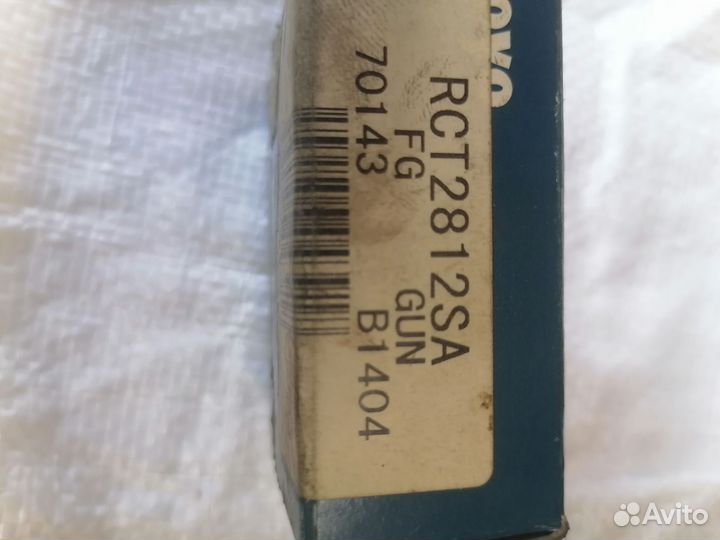 RCT2812SA
FG GUN
70143 B1404
Avito